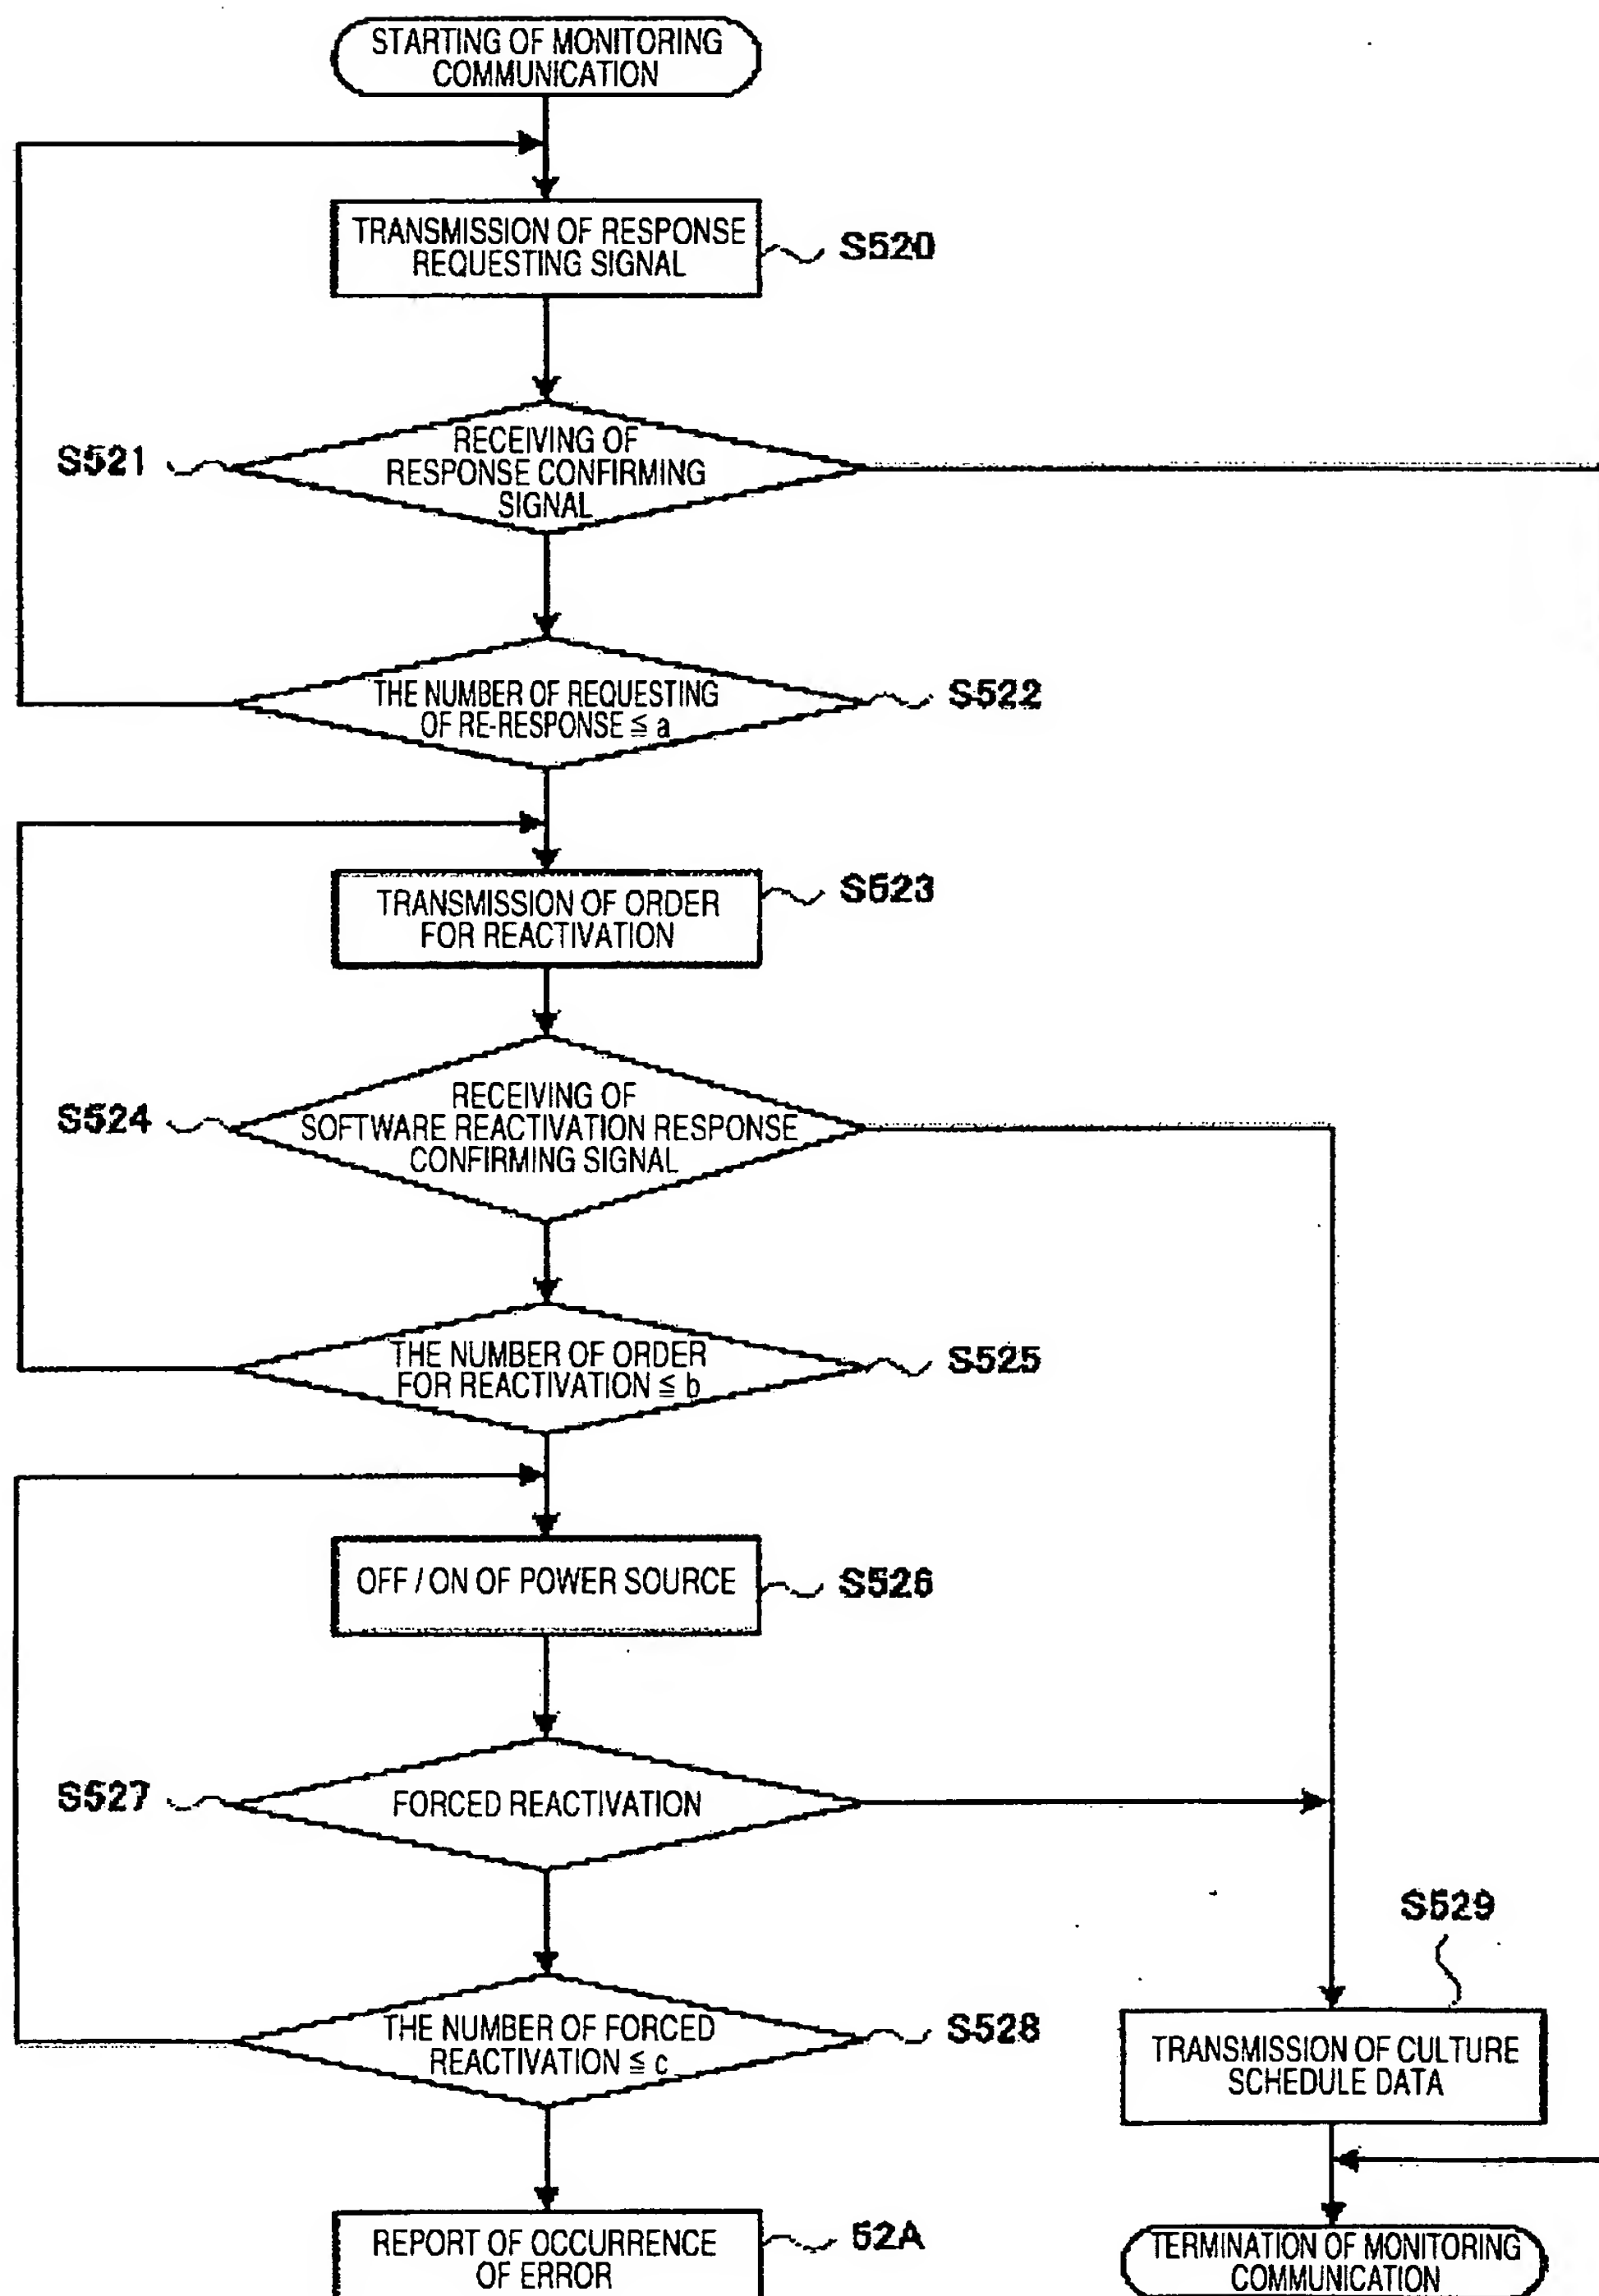 STARTING OF MONITORING
COMMUNICATION
TRANSMISSION OF RESPONSE
REQUESTING SIGNAL
S520
RECEIVING OF
RESPONSE CONFIRMING
SIGNAL
S521
THE NUMBER OF REQUESTING
OF RE-RESPONSE ≦ a
S522
TRANSMISSION OF ORDER
FOR REACTIVATION
S523
RECEIVING OF
SOFTWARE REACTIVATION RESPONSE
CONFIRMING SIGNAL
S524
THE NUMBER OF ORDER
FOR REACTIVATION ≦ b
S525
OFF / ON OF POWER SOURCE
S526
S527
FORCED REACTIVATION
S529
THE NUMBER OF FORCED
REACTIVATION ≦ c
S528
TRANSMISSION OF CULTURE
SCHEDULE DATA
REPORT OF OCCURRENCE
OF ERROR
52A
TERMINATION OF MONITORING
COMMUNICATION